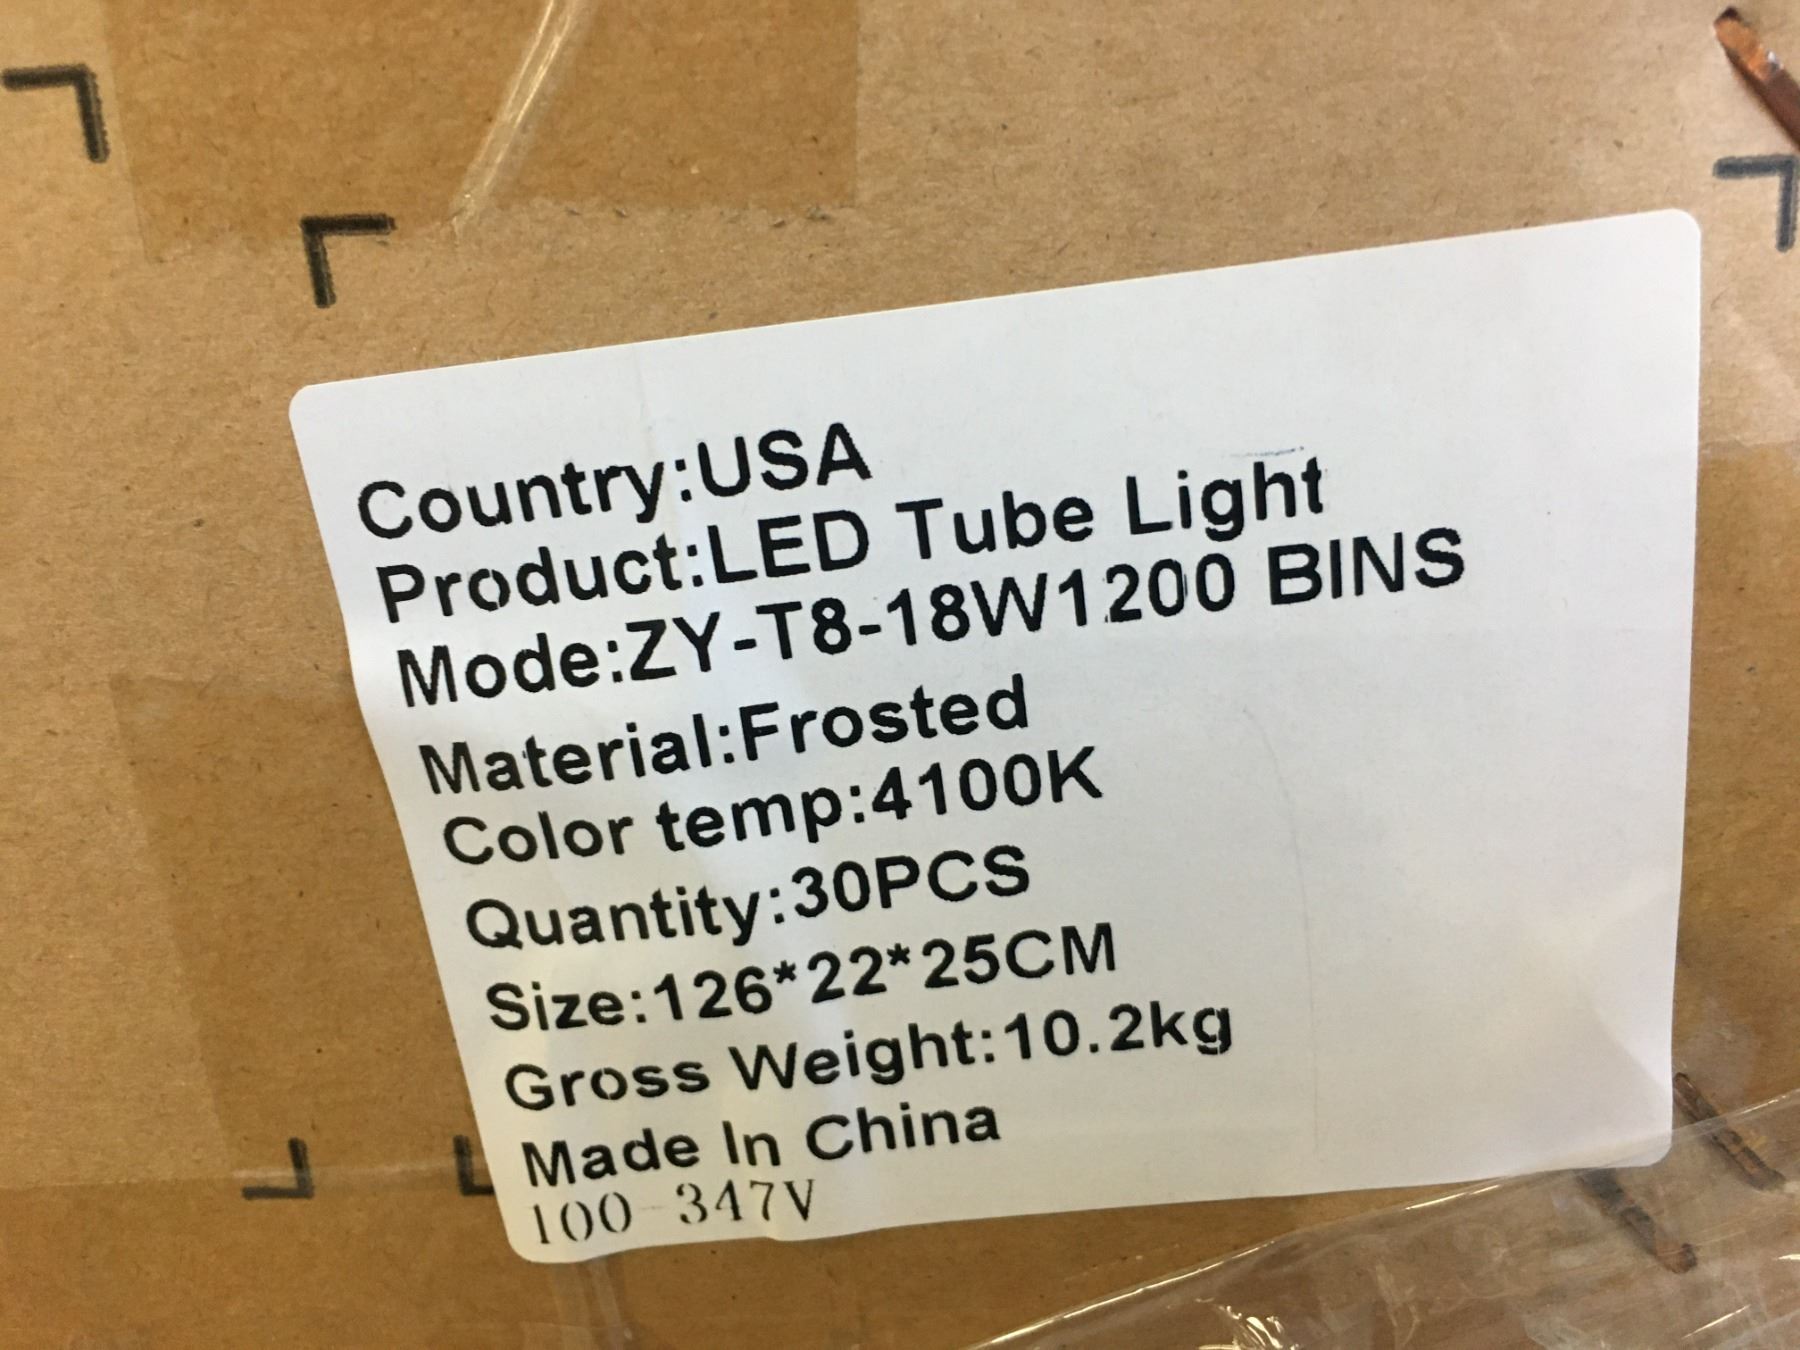 Country:USA
Product:LED Tube Light
Mode:ZY-T8-18W1200 BINS
Material:Frosted
Color temp:4100K
Quantity:30PCS
Size:126*22*25CM
Gross Weight:10.2kg
Made In China
100-347V